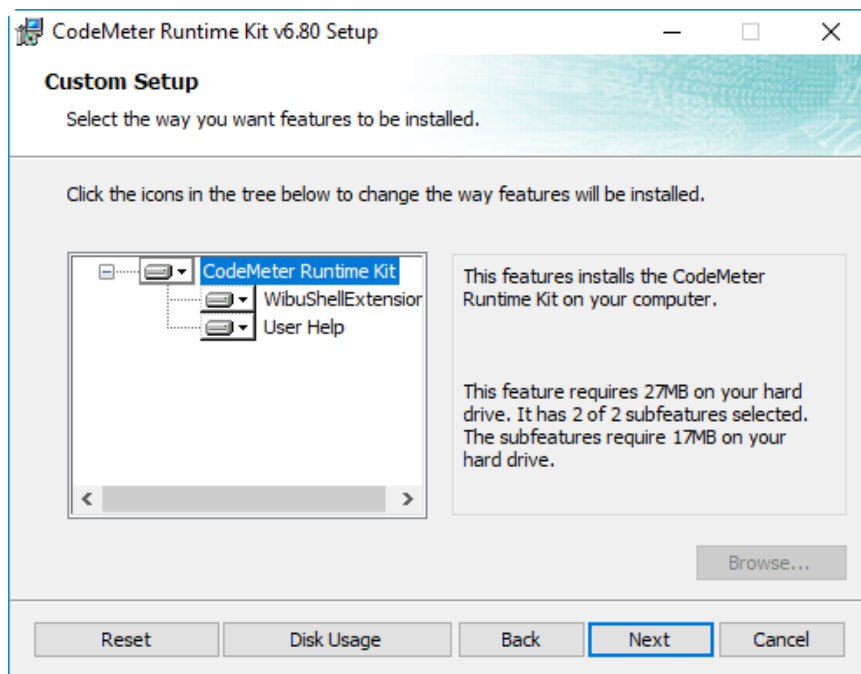 CodeMeter Runtime Kit v6.80 Setup
Custom Setup
Select the way you want features to be installed.
Click the icons in the tree below to change the way features will be installed.
CodeMeter Runtime Kit
WibuShellExtension
User Help
This features installs the CodeMeter
Runtime Kit on your computer.
This feature requires 27MB on your hard
drive. It has 2 of 2 subfeatures selected.
The subfeatures require 17MB on your
hard drive.
Browse...
Reset
Disk Usage
Back
Next
Cancel